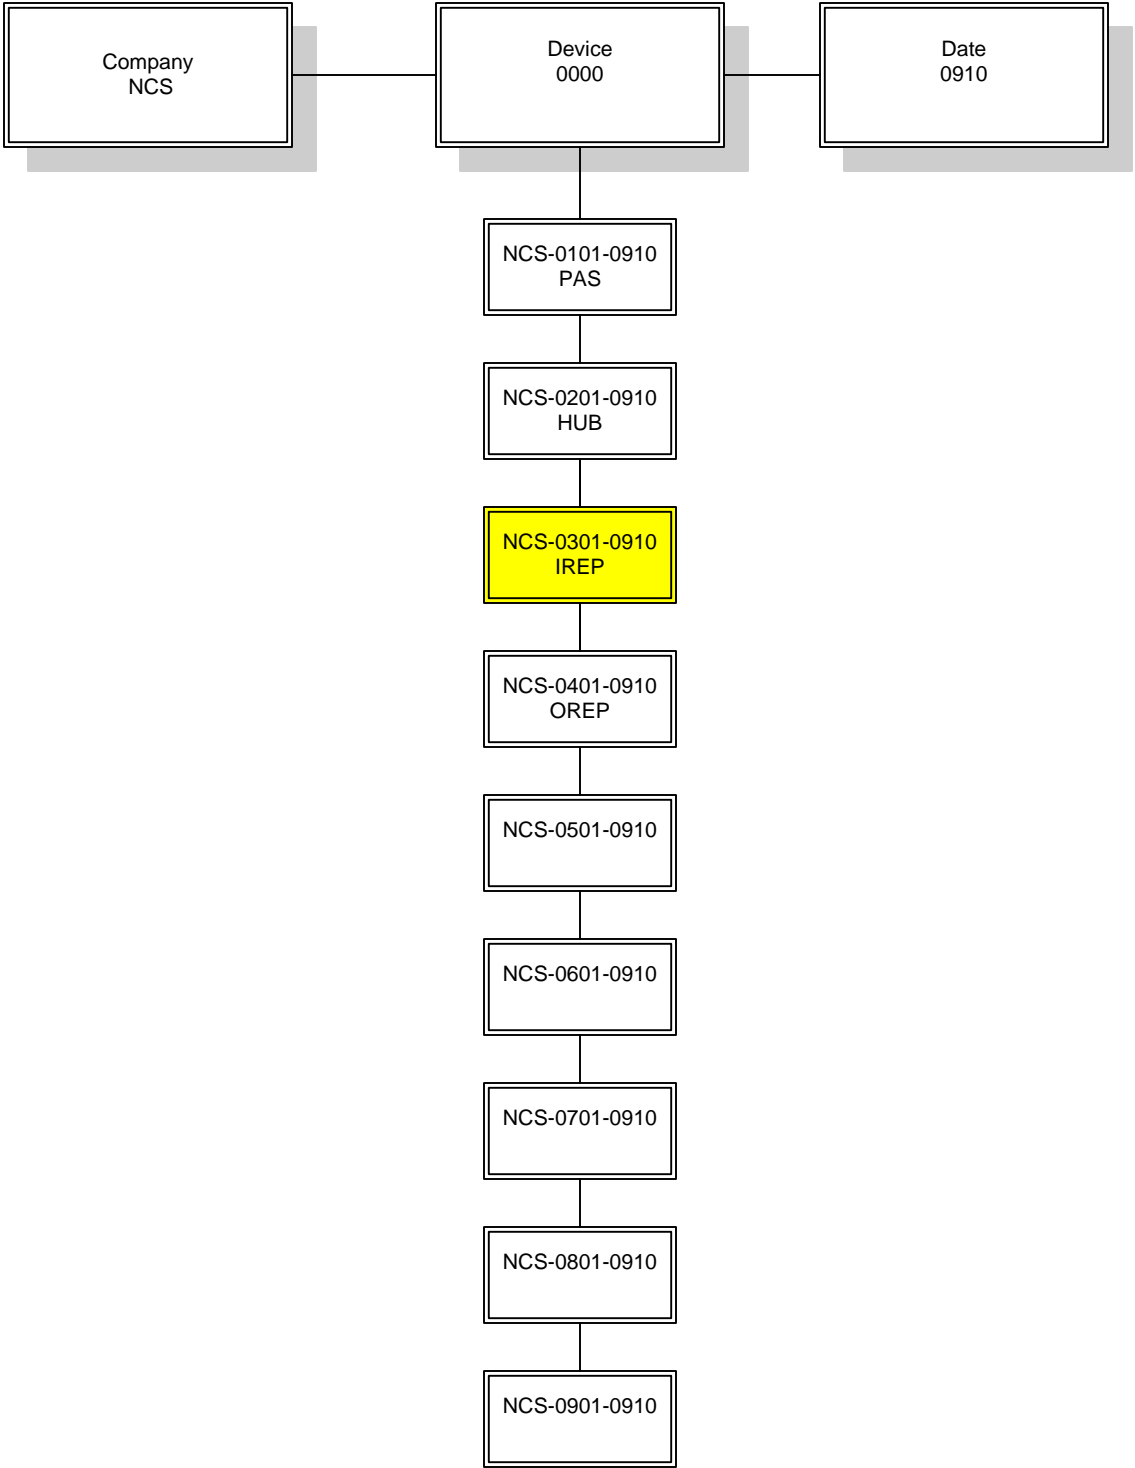 Company
NCS
Device
0000
Date
0910
NCS-0101-0910
PAS
NCS-0201-0910
HUB
NCS-0301-0910
IREP
NCS-0401-0910
OREP
NCS-0501-0910
NCS-0601-0910
NCS-0701-0910
NCS-0801-0910
NCS-0901-0910